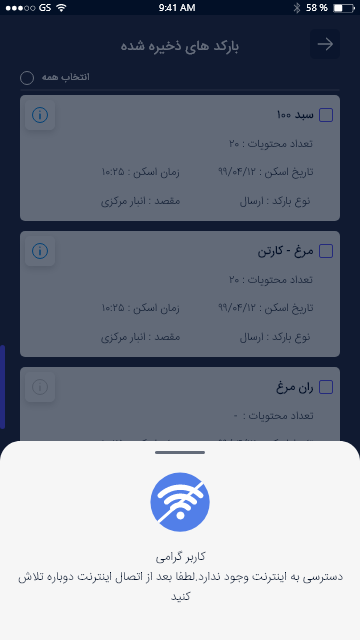 GS 9:41 AM 58 %
بارکد های ذخیره شده
انتخاب همه
سبد ۱۰۰
تعداد محتویات : ۲۰
تاریخ اسکن : ۹۹/۰۴/۱۲ زمان اسکن : ۱۰:۲۵
نوع بارکد : ارسال مقصد : انبار مرکزی
مرغ - کارتن
تعداد محتویات : ۲۰
تاریخ اسکن : ۹۹/۰۴/۱۲ زمان اسکن : ۱۰:۲۵
نوع بارکد : ارسال مقصد : انبار مرکزی
ران مرغ
تعداد محتویات : -
کاربر گرامی
دسترسی به اینترنت وجود ندارد.لطفا بعد از اتصال اینترنت دوباره تلاش
کنید